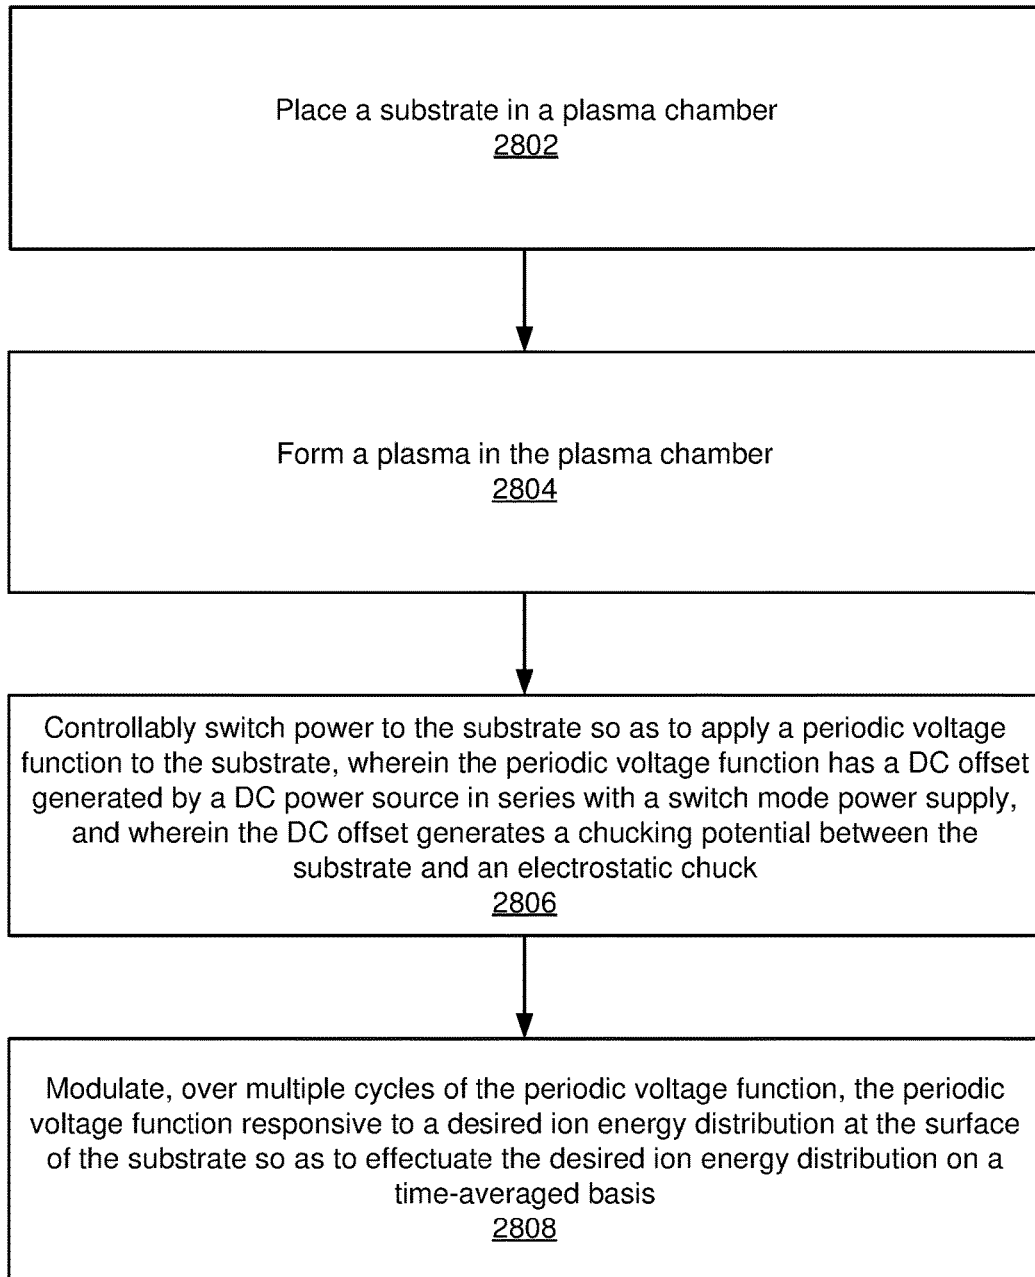 Place a substrate in a plasma chamber
2802
Form a plasma in the plasma chamber
2804
Controllably switch power to the substrate so as to apply a periodic voltage
function to the substrate, wherein the periodic voltage function has a DC offset
generated by a DC power source in series with a switch mode power supply,
and wherein the DC offset generates a chucking potential between the
substrate and an electrostatic chuck
2806
Modulate, over multiple cycles of the periodic voltage function, the periodic
voltage function responsive to a desired ion energy distribution at the surface
of the substrate so as to effectuate the desired ion energy distribution on a
time-averaged basis
2808